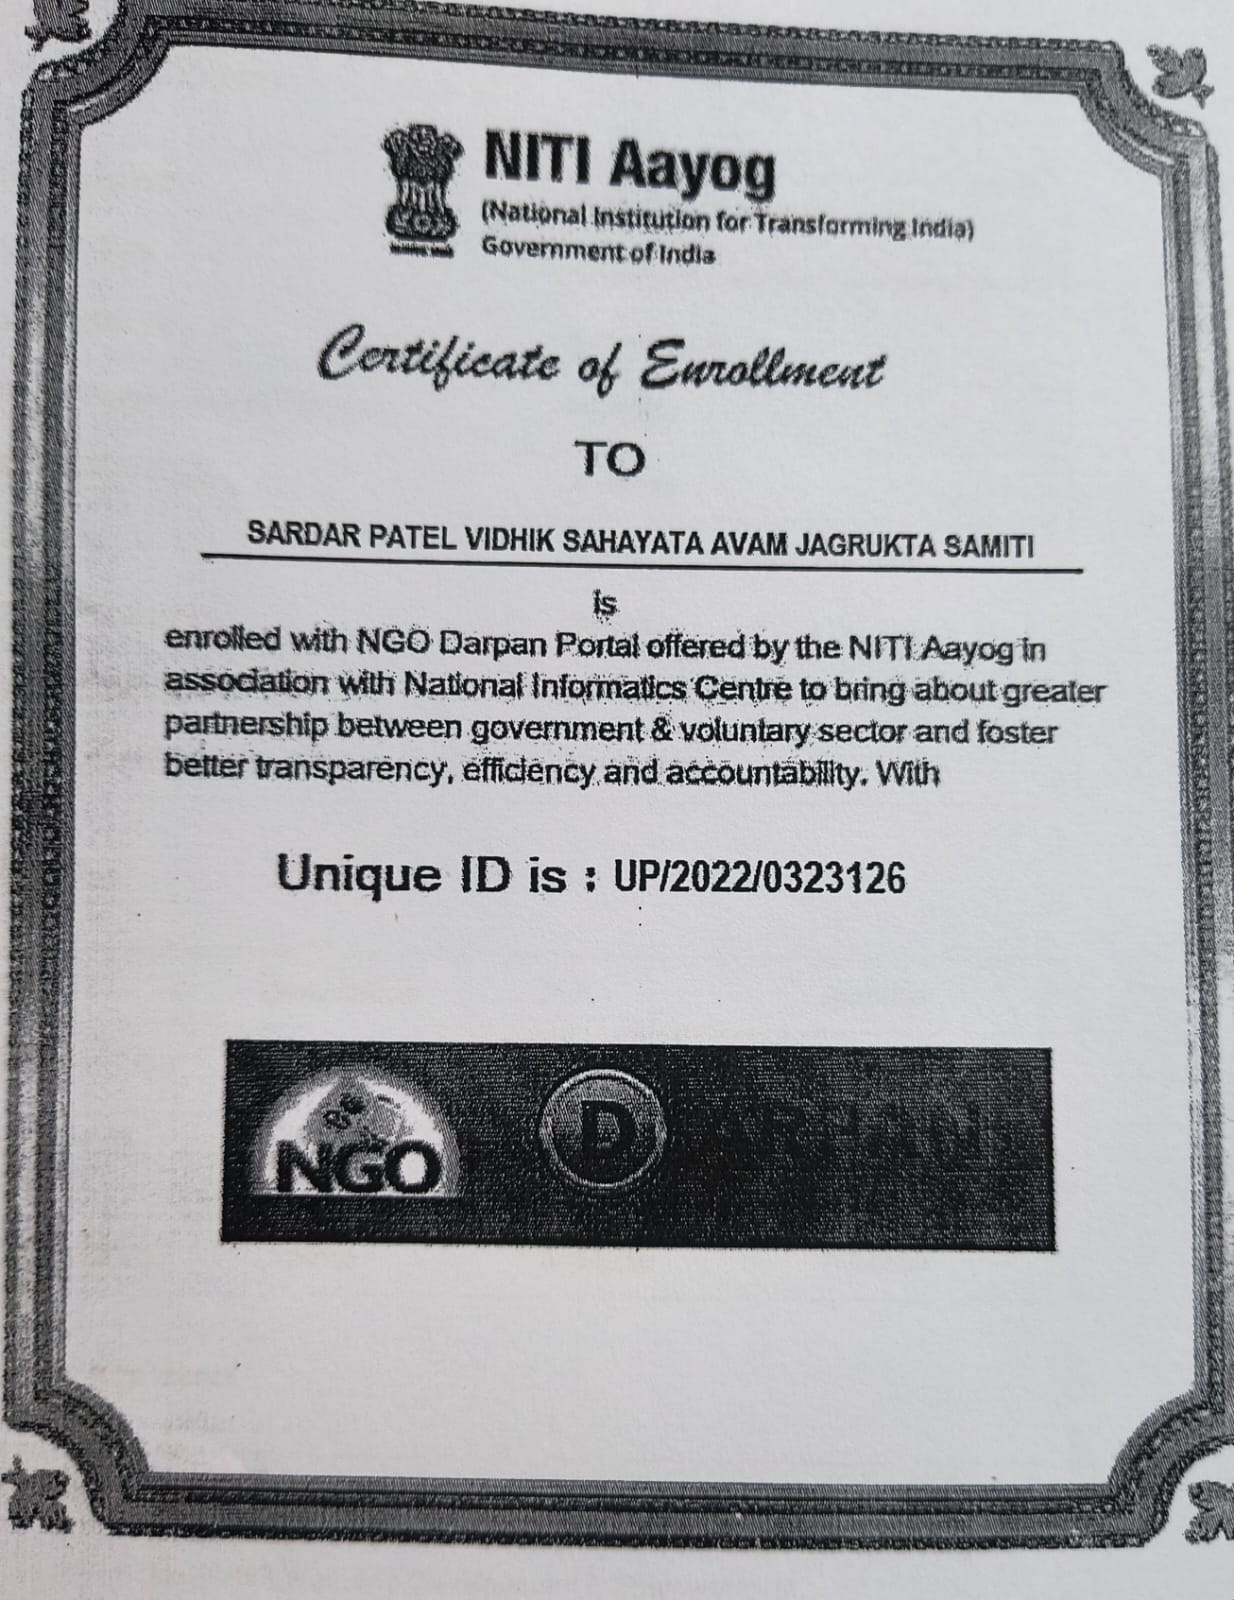 NITI Aayog
(National Institution for Transforming India)
Government of India
Certificate of Enrollment
TO
SARDAR PATEL VIDHIK SAHAYATA AVAM JAGRUKTA SAMITI
is
enrolled with NGO Darpan Portal offered by the NITI Aayog in
association with National Informatics Centre to bring about greater
partnership between government & voluntary sector and foster
better transparency, efficiency and accountability. With
Unique ID is : UP/2022/0323126
NGO D ARPAN